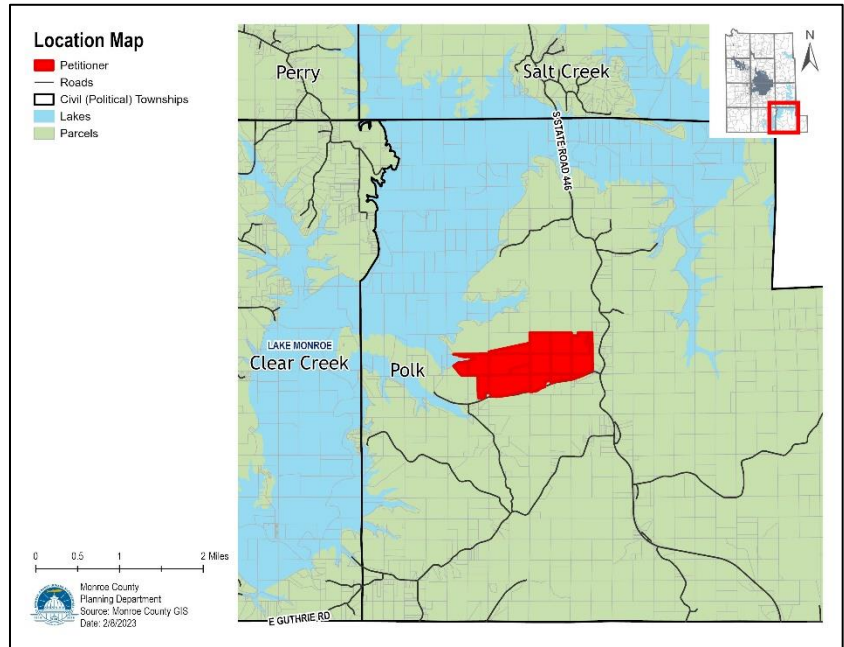 Location Map
Petitioner
Roads
Civil (Political) Townships
Lakes
Parcels
Perry
Salt Creek
N
S STATE ROAD 446
LAKE MONROE
Clear Creek
Polk
0 0.5 1 2 Miles
Monroe County
Planning Department
Source: Monroe County GIS
Date: 2/8/2023
E GUTHRIE RD